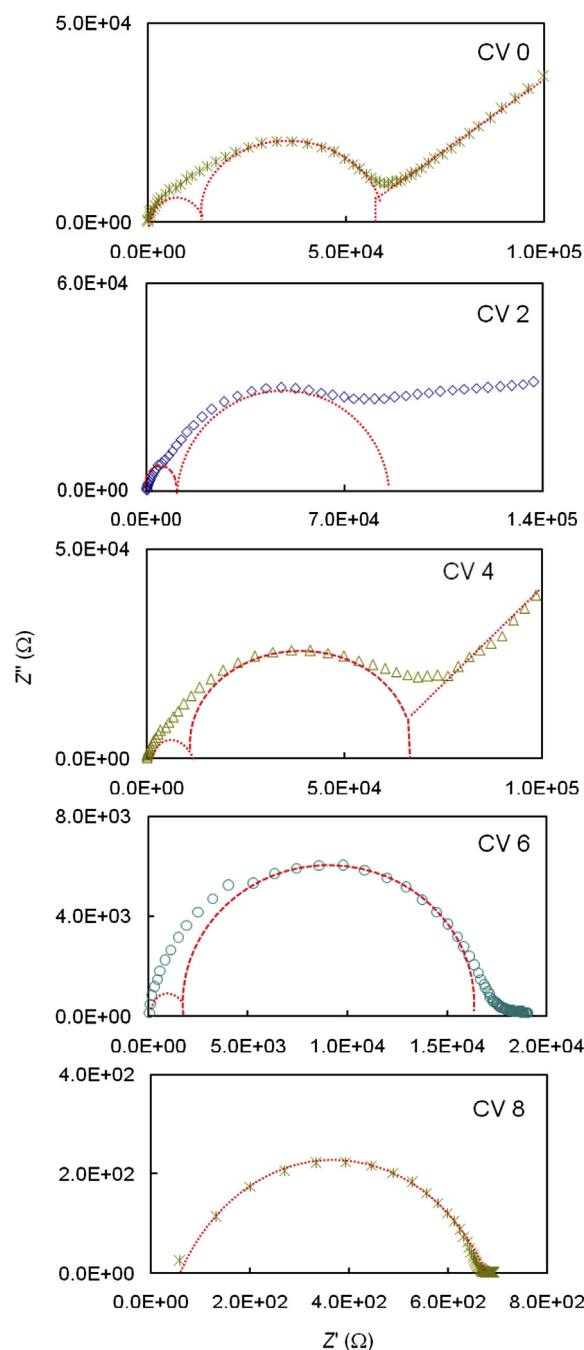 5.0E+04
CV 0
0.0E+00
0.0E+00 5.0E+04 1.0E+05
6.0E+04
CV 2
0.0E+00
0.0E+00 7.0E+04 1.4E+05
5.0E+04
CV 4
Z" (Ω)
0.0E+00
0.0E+00 5.0E+04 1.0E+05
8.0E+03
CV 6
4.0E+03
0.0E+00
0.0E+00 5.0E+03 1.0E+04 1.5E+04 2.0E+04
4.0E+02
CV 8
2.0E+02
0.0E+00
0.0E+00 2.0E+02 4.0E+02 6.0E+02 8.0E+02
Z' (Ω)